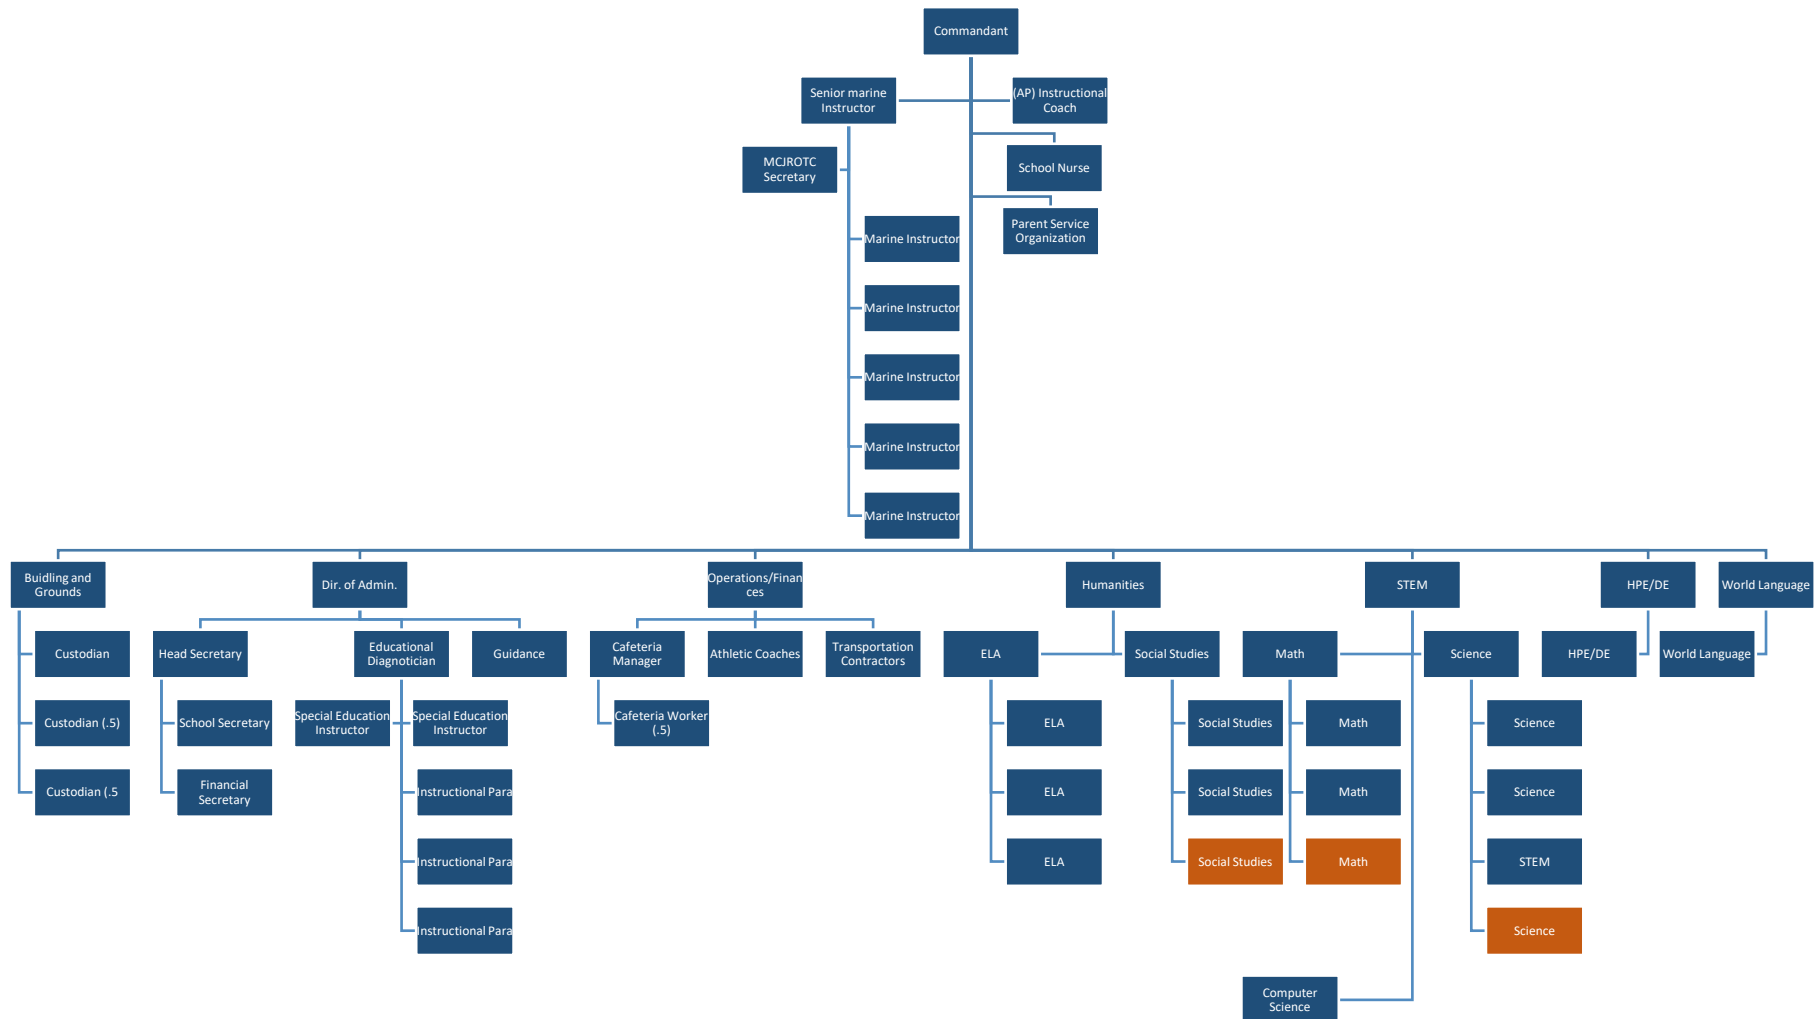 Commandant
Senior marine
Instructor
(AP) Instructional
Coach
MCJROTC
Secretary
School Nurse
Parent Service
Organization
Marine Instructor
Marine Instructor
Marine Instructor
Marine Instructor
Marine Instructor
Buidling and
Grounds
Dir. of Admin.
Operations/Finan
ces
Humanities
STEM
HPE/DE
World Language
Custodian
Head Secretary
Educational
Diagnotician
Guidance
Cafeteria
Manager
Athletic Coaches
Transportation
Contractors
ELA
Social Studies
Math
Science
HPE/DE
World Language
Custodian (.5)
School Secretary
Special Education
Instructor
Special Education
Instructor
Cafeteria Worker
(.5)
ELA
Social Studies
Math
Science
Custodian (.5
Financial
Secretary
Instructional Para
ELA
Social Studies
Math
Science
Instructional Para
ELA
Social Studies
Math
STEM
Instructional Para
Science
Computer
Science